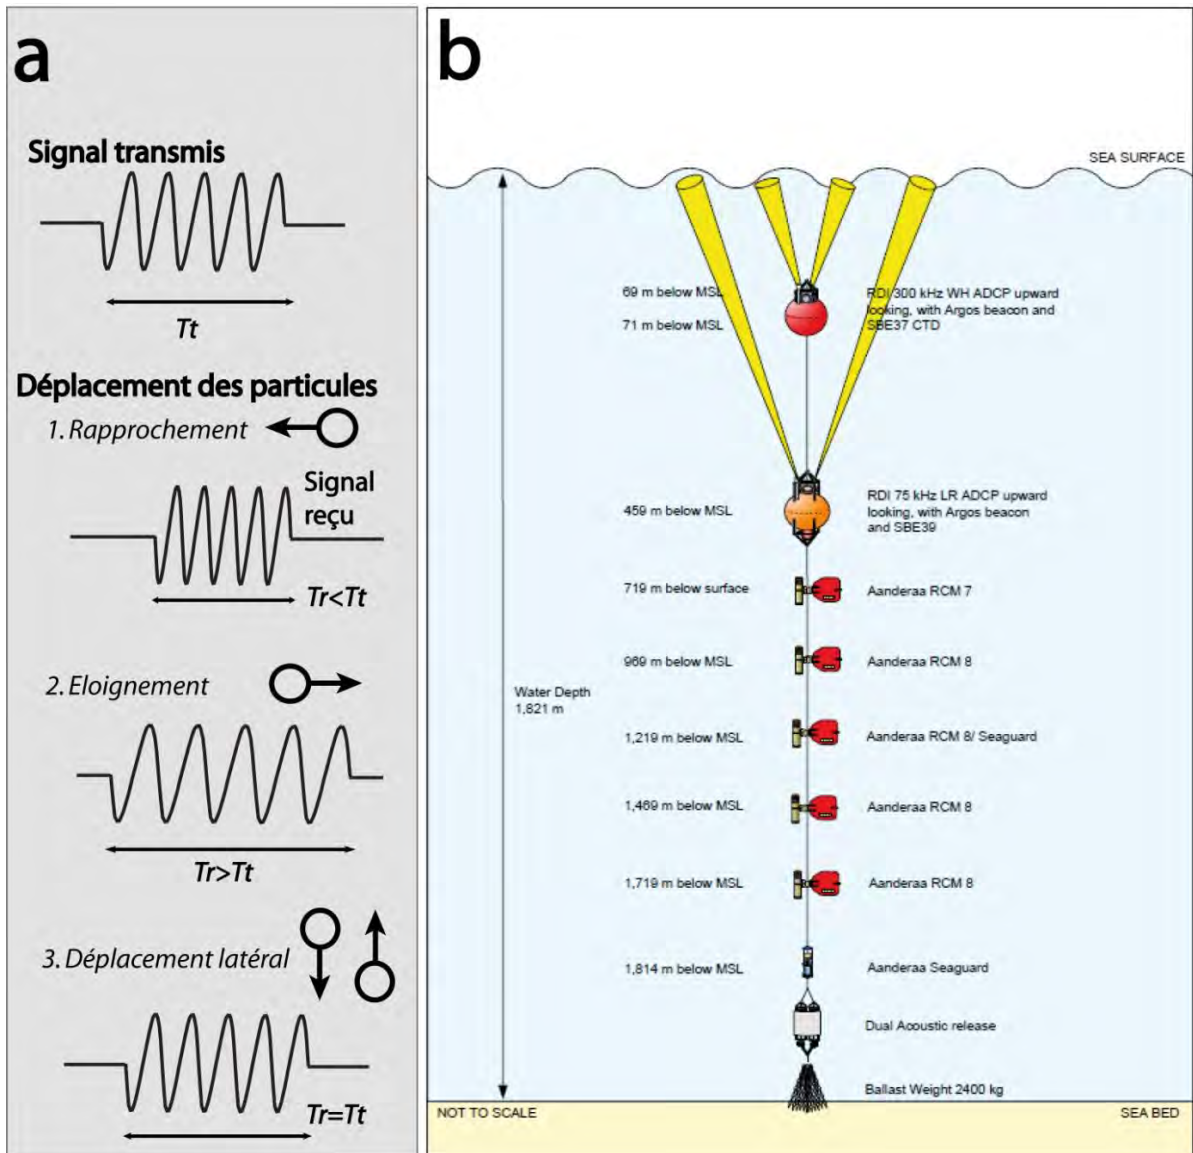 a
Signal transmis
Tt
Déplacement des particules
1. Rapprochement
Signal
reçu
Tr<Tt
2. Eloignement
Tr>Tt
3. Déplacement latéral
Tr=Tt
b
SEA SURFACE
69 m below MSL
71 m below MSL
RDI 300 kHz WH ADCP upward
looking, with Argos beacon and
SBE37 CTD
459 m below MSL
RDI 75 kHz LR ADCP upward
looking, with Argos beacon
and SBE39
719 m below surface
Aanderaa RCM 7
969 m below MSL
Aanderaa RCM 8
Water Depth
1,821 m
1,219 m below MSL
Aanderaa RCM 8/ Seaguard
1,469 m below MSL
Aanderaa RCM 8
1,719 m below MSL
Aanderaa RCM 8
1,814 m below MSL
Aanderaa Seaguard
Dual Acoustic release
Ballast Weight 2400 kg
NOT TO SCALE
SEA BED